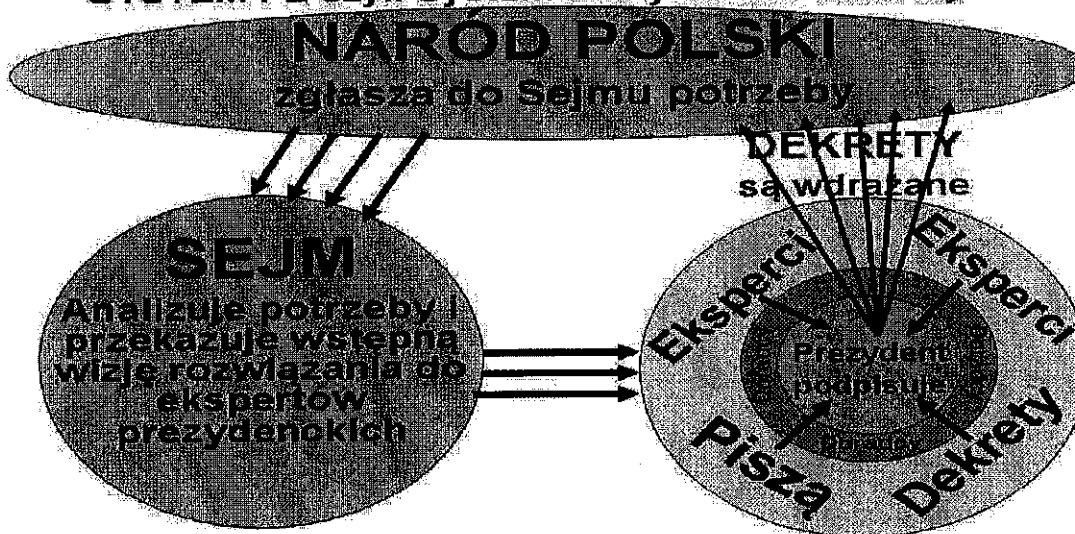 NARÓD POLSKI
zgłasza do Sejmu potrzeby
DEKRETY
są wdrażane
SEJM
Analizuje potrzeby i
przekazuje wstępną
wizję rozwiązania do
ekspertów
prezydenckich
Eksperci
Eksperci
Prezydent
podpisuje
Piszą
Dekrety